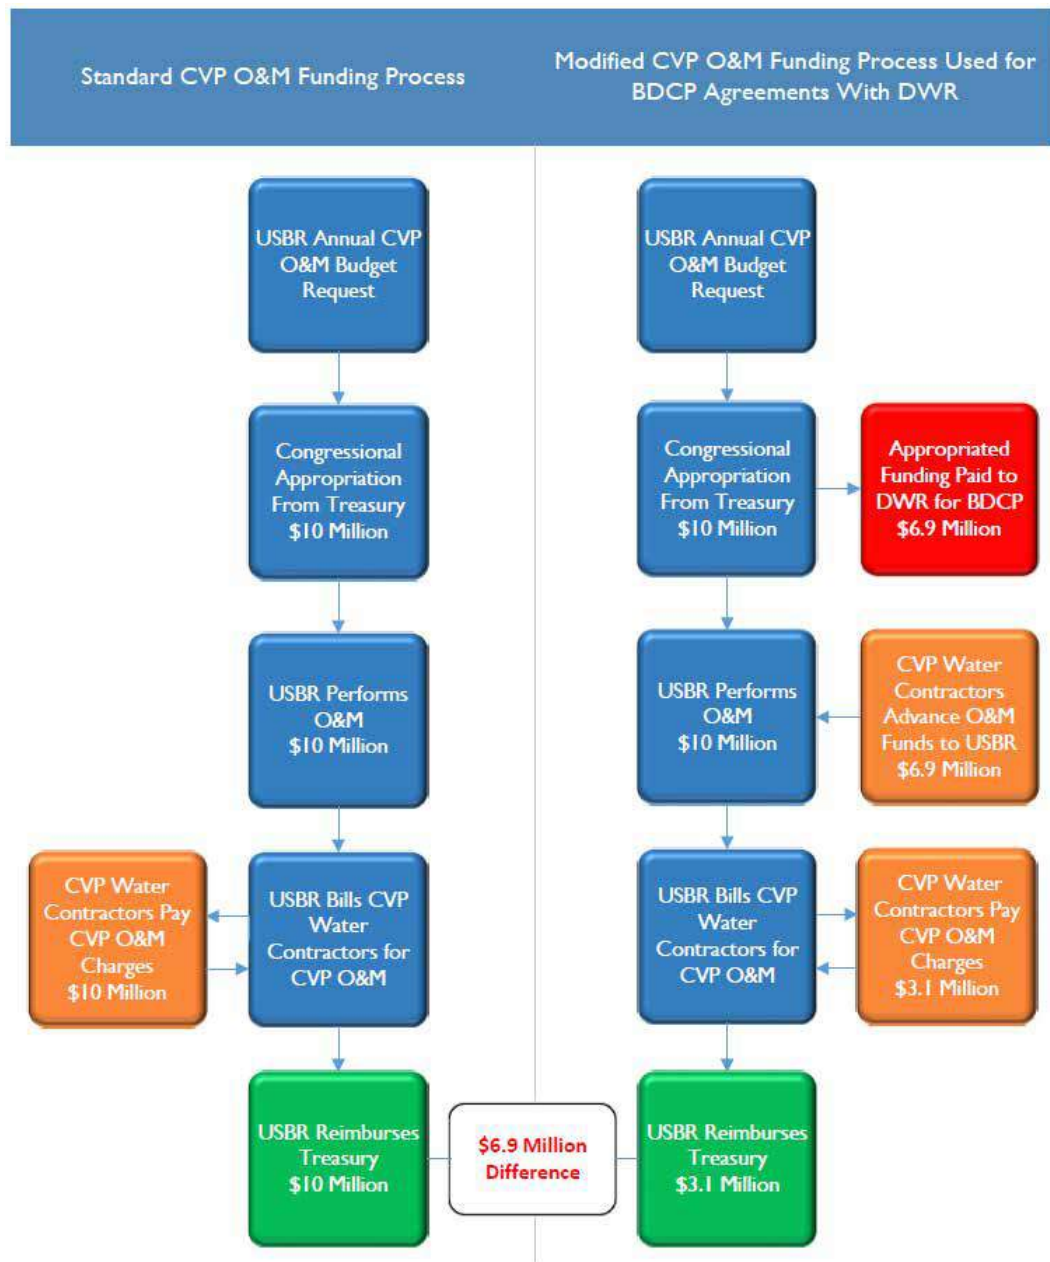 Standard CVP O&M Funding Process
Modified CVP O&M Funding Process Used for
BDCP Agreements With DWR
USBR Annual CVP
O&M Budget
Request
Congressional
Appropriation
From Treasury
$10 Million
USBR Performs
O&M
$10 Million
CVP Water
Contractors Pay
CVP O&M
Charges
$10 Million
USBR Bills CVP
Water
Contractors for
CVP O&M
USBR Reimburses
Treasury
$10 Million
$6.9 Million
Difference
USBR Annual CVP
O&M Budget
Request
Congressional
Appropriation
From Treasury
$10 Million
Appropriated
Funding Paid to
DWR for BDCP
$6.9 Million
USBR Performs
O&M
$10 Million
CVP Water
Contractors
Advance O&M
Funds to USBR
$6.9 Million
USBR Bills CVP
Water
Contractors for
CVP O&M
CVP Water
Contractors Pay
CVP O&M
Charges
$3.1 Million
USBR Reimburses
Treasury
$3.1 Million